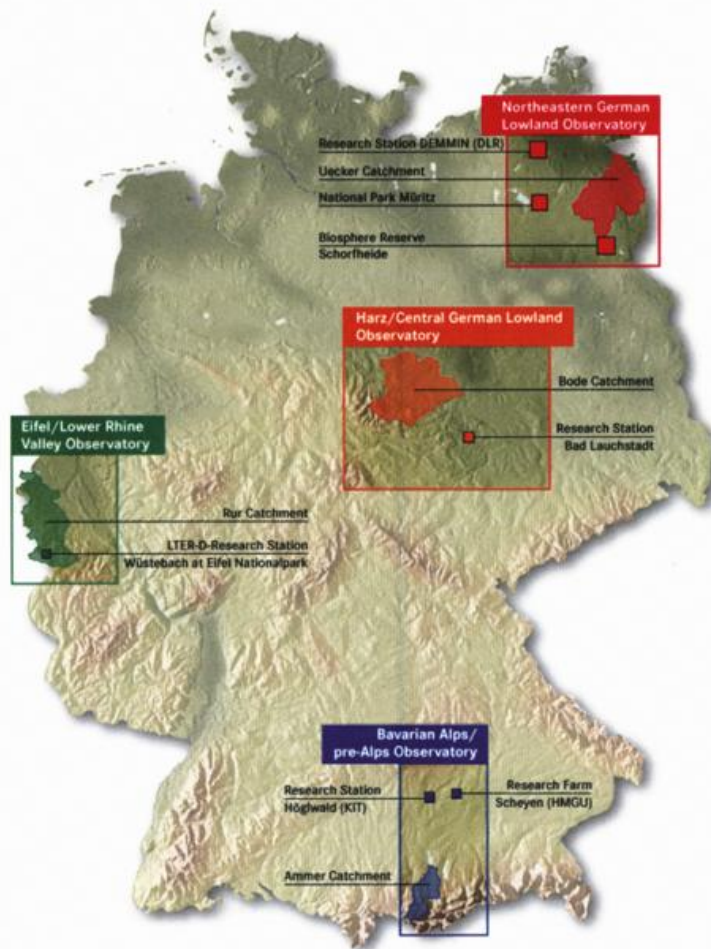 Northeastern German
Lowland Observatory
Research Station DEMMIN (DLR)
Uecker Catchment
National Park Müritz
Biosphere Reserve
Schorfheide
Harz/Central German Lowland
Observatory
Bode Catchment
Research Station
Bad Lauchstadt
Eifel/Lower Rhine
Valley Observatory
Rur Catchment
LTER-D-Research Station
Wüstebach at Eifel Nationalpark
Bavarian Alps/
pre-Alps Observatory
Research Station
Höglwald (KIT)
Research Farm
Scheyen (HMGU)
Ammer Catchment